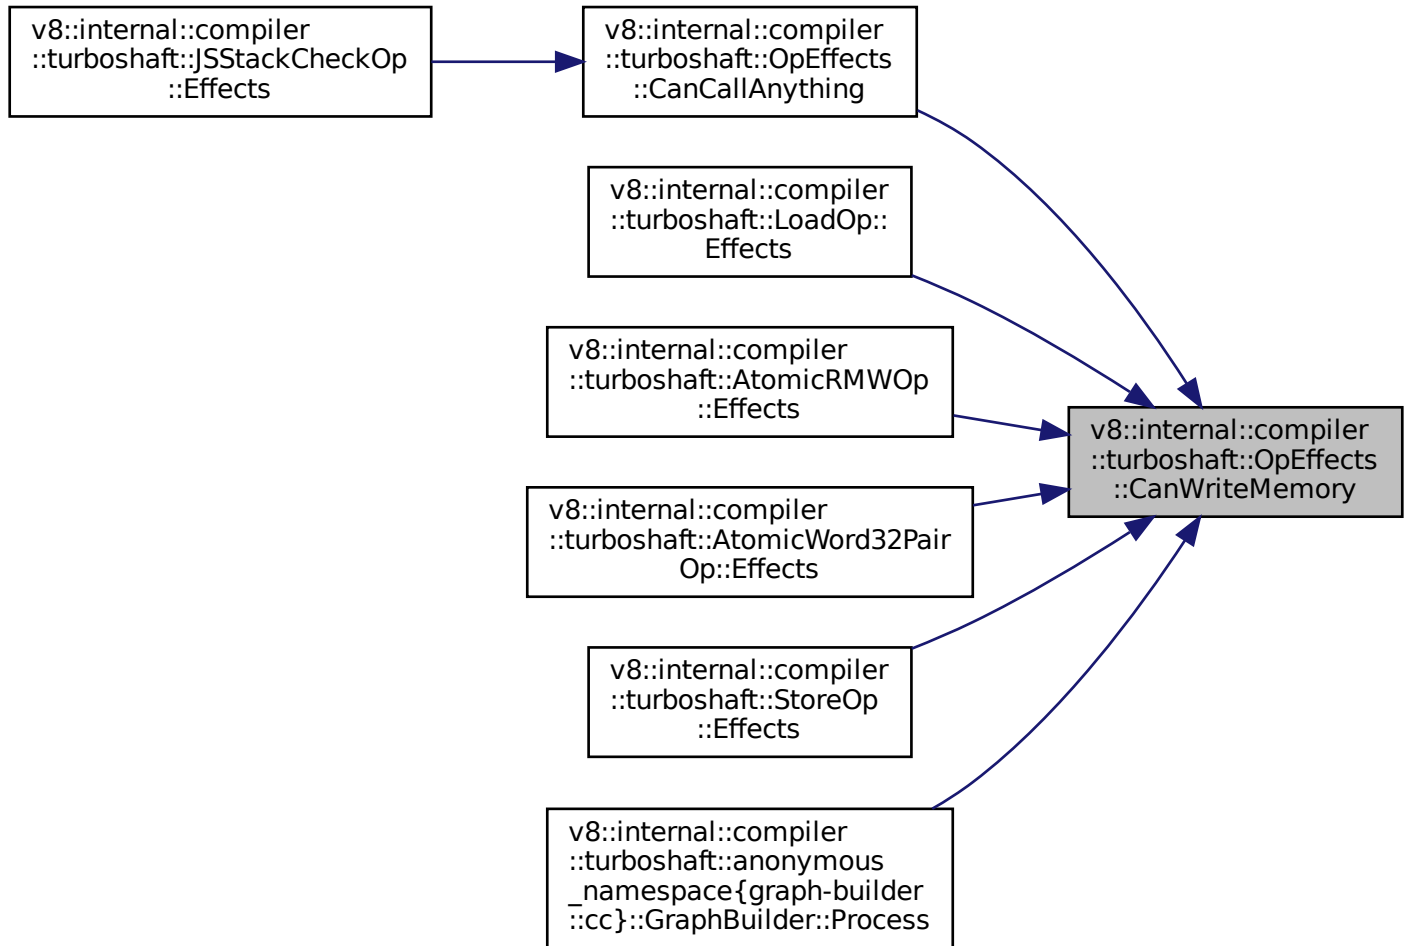 v8::internal::compiler
::turboshaft::JSStackCheckOp
::Effects
v8::internal::compiler
::turboshaft::OpEffects
::CanCallAnything
v8::internal::compiler
::turboshaft::LoadOp::
Effects
v8::internal::compiler
::turboshaft::AtomicRMWOp
::Effects
v8::internal::compiler
::turboshaft::OpEffects
::CanWriteMemory
v8::internal::compiler
::turboshaft::AtomicWord32Pair
Op::Effects
v8::internal::compiler
::turboshaft::StoreOp
::Effects
v8::internal::compiler
::turboshaft::anonymous
_namespace{graph-builder
::cc}::GraphBuilder::Process